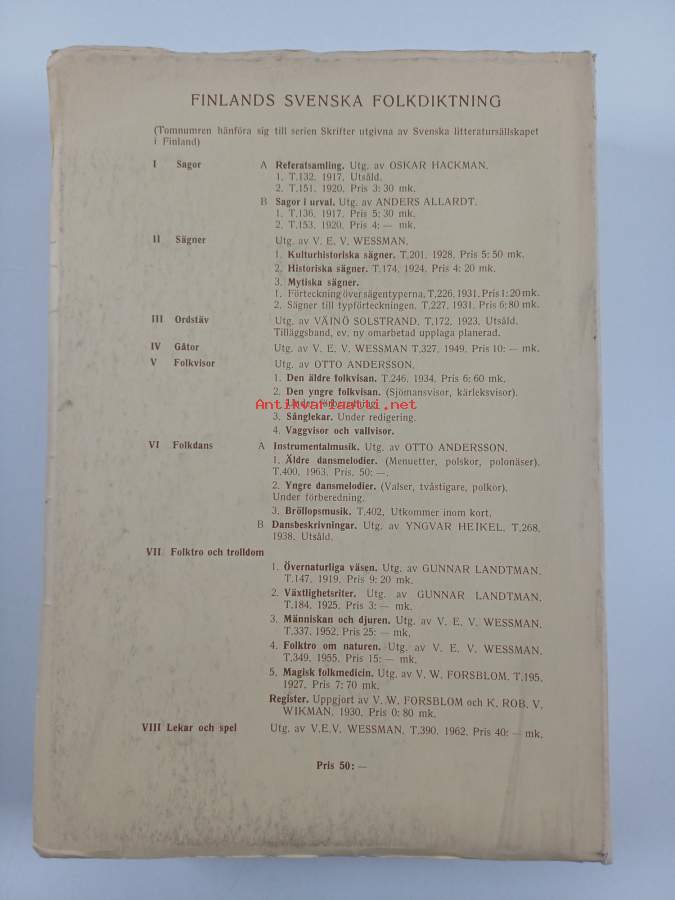 FINLANDS SVENSKA FOLKDIKTNING
(Tomnumren hänföra sig till serien Skrifter utgivna av Svenska litteratursällskapet
i Finland)
I Sagor A Referatsamling. Utg. av OSKAR HACKMAN.
1. T.132, 1917, Utsåld.
2. T.151, 1920, Pris 3: 30 mk.
B Sagor i urval. Utg. av ANDERS ALLARDT.
1. T.136, 1917, Pris 5: 30 mk.
2. T.153, 1920, Pris 4: — mk.
II Sägner Utg. av V. E. V. WESSMAN.
1. Kulturhistoriska sägner. T.201, 1928, Pris 5: 50 mk.
2. Historiska sägner. T.174, 1924, Pris 4: 20 mk.
3. Mytiska sägner.
1. Förteckning över sägentyperna, T.226, 1931, Pris 1: 20 mk.
2. Sägner till typförteckningen. T.227, 1931, Pris 6: 80 mk.
III Ordstäv Utg. av VÄINÖ SOLSTRAND, T.172, 1923, Utsåld.
Tilläggsband, ev. ny omarbetad upplaga planerad.
IV Gåtor Utg. av V. E. V. WESSMAN T.327, 1949, Pris 10: — mk.
V Folkvisor Utg. av OTTO ANDERSSON.
1. Den äldre folkvisan. T.246, 1934, Pris 6: 60 mk.
2. Den yngre folkvisan. (Sjömansvisor, kärleksvisor).
Antikvariaatti.net
3. Sånglekar. Under redigering.
4. Vaggvisor och vallvisor.
VI Folkdans A Instrumentalmusik. Utg. av OTTO ANDERSSON.
1. Äldre dansmelodier. (Menuetter, polskor, polonäser).
T.400, 1963, Pris, 50: —.
2. Yngre dansmelodier. (Valser, tvåstigare, polkor).
Under förberedning.
3. Bröllopsmusik. T.402, Utkommer inom kort.
B Dansbeskrivningar. Utg. av YNGVAR HEIKEL, T.268,
1938, Utsåld.
VII Folktro och trolldom
1. Övernaturliga väsen. Utg. av GUNNAR LANDTMAN,
T.147, 1919, Pris 9: 20 mk.
2. Växtlighetsriter. Utg. av GUNNAR LANDTMAN,
T.184, 1925, Pris 3: — mk.
3. Människan och djuren. Utg. av V. E. V. WESSMAN,
T.337, 1952, Pris 25: — mk.
4. Folktro om naturen. Utg. av V. E. V. WESSMAN,
T.349, 1955, Pris 15: — mk.
5. Magisk folkmedicin. Utg. av V. W. FORSBLOM, T.195,
1927, Pris 7: 70 mk.
Register. Uppgjort av V. W. FORSBLOM och K. ROB. V.
WIKMAN, 1930, Pris 0: 80 mk.
VIII Lekar och spel Utg. av V.E.V. WESSMAN, T.390, 1962, Pris 40: — mk.
Pris 50: —